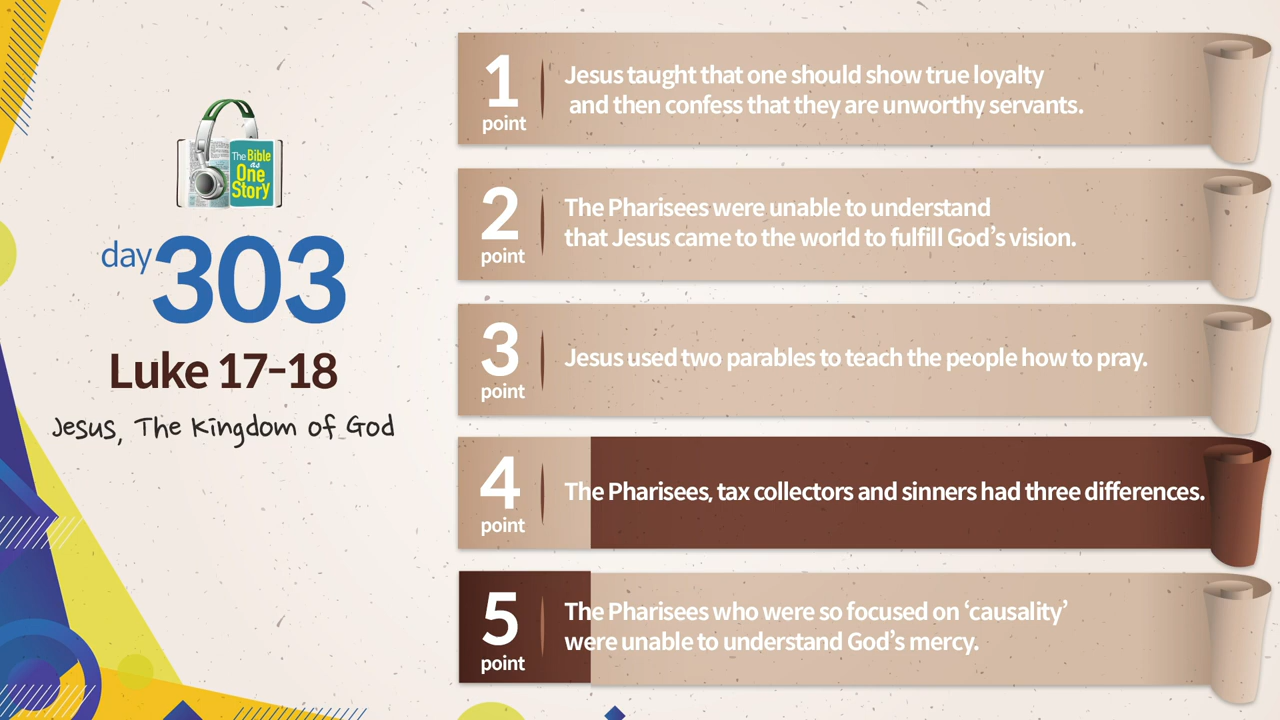 The Bible
as
One
Story
day 303
Luke 17-18
Jesus, The Kingdom of God
1
point
Jesus taught that one should show true loyalty
and then confess that they are unworthy servants.
2
point
The Pharisees were unable to understand
that Jesus came to the world to fulfill God's vision.
3
point
Jesus used two parables to teach the people how to pray.
4
point
The Pharisees, tax collectors and sinners had three differences.
5
point
The Pharisees who were so focused on ‘causality’
were unable to understand God's mercy.